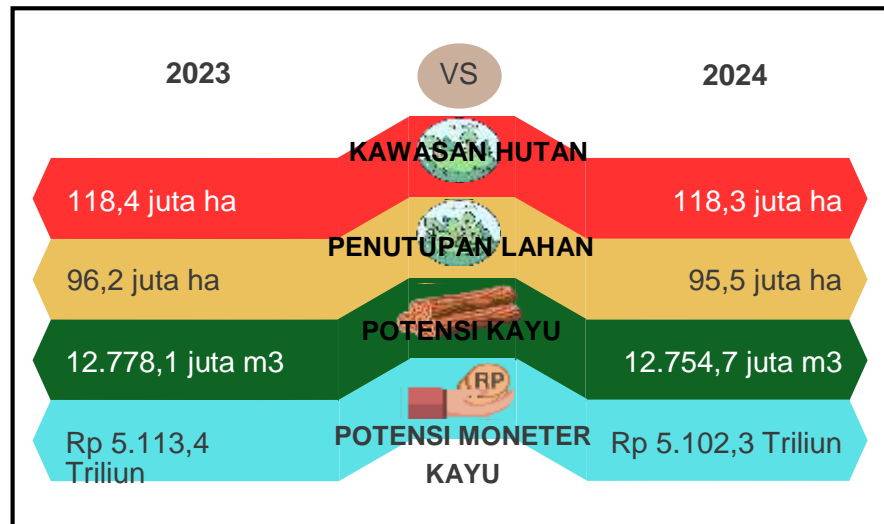 2023
VS
2024
KAWASAN HUTAN
118,4 juta ha
118,3 juta ha
PENUTUPAN LAHAN
96,2 juta ha
95,5 juta ha
POTENSI KAYU
12.778,1 juta m3
12.754,7 juta m3
RP
POTENSI MONETER
KAYU
Rp 5.113,4
Triliun
Rp 5.102,3 Triliun